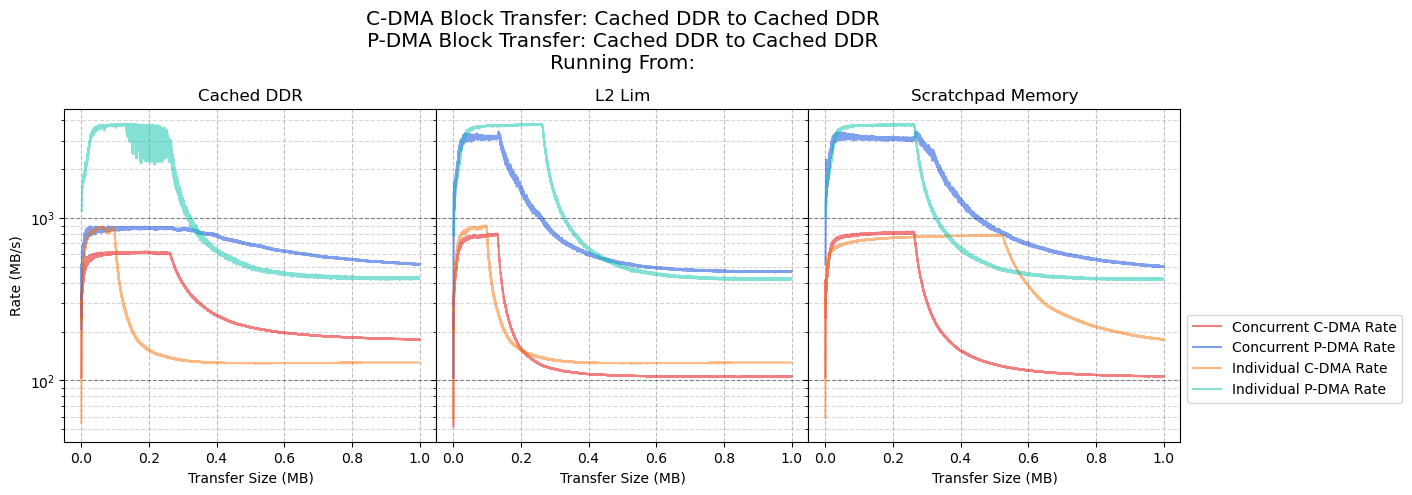 C-DMA Block Transfer: Cached DDR to Cached DDR
P-DMA Block Transfer: Cached DDR to Cached DDR
Running From:
Cached DDR
L2 Lim
Scratchpad Memory
Rate (MB/s)
10³
10²
0.0 0.2 0.4 0.6 0.8 1.0
0.0 0.2 0.4 0.6 0.8 1.0
0.0 0.2 0.4 0.6 0.8 1.0
Transfer Size (MB)
Transfer Size (MB)
Transfer Size (MB)
Concurrent C-DMA Rate
Concurrent P-DMA Rate
Individual C-DMA Rate
Individual P-DMA Rate